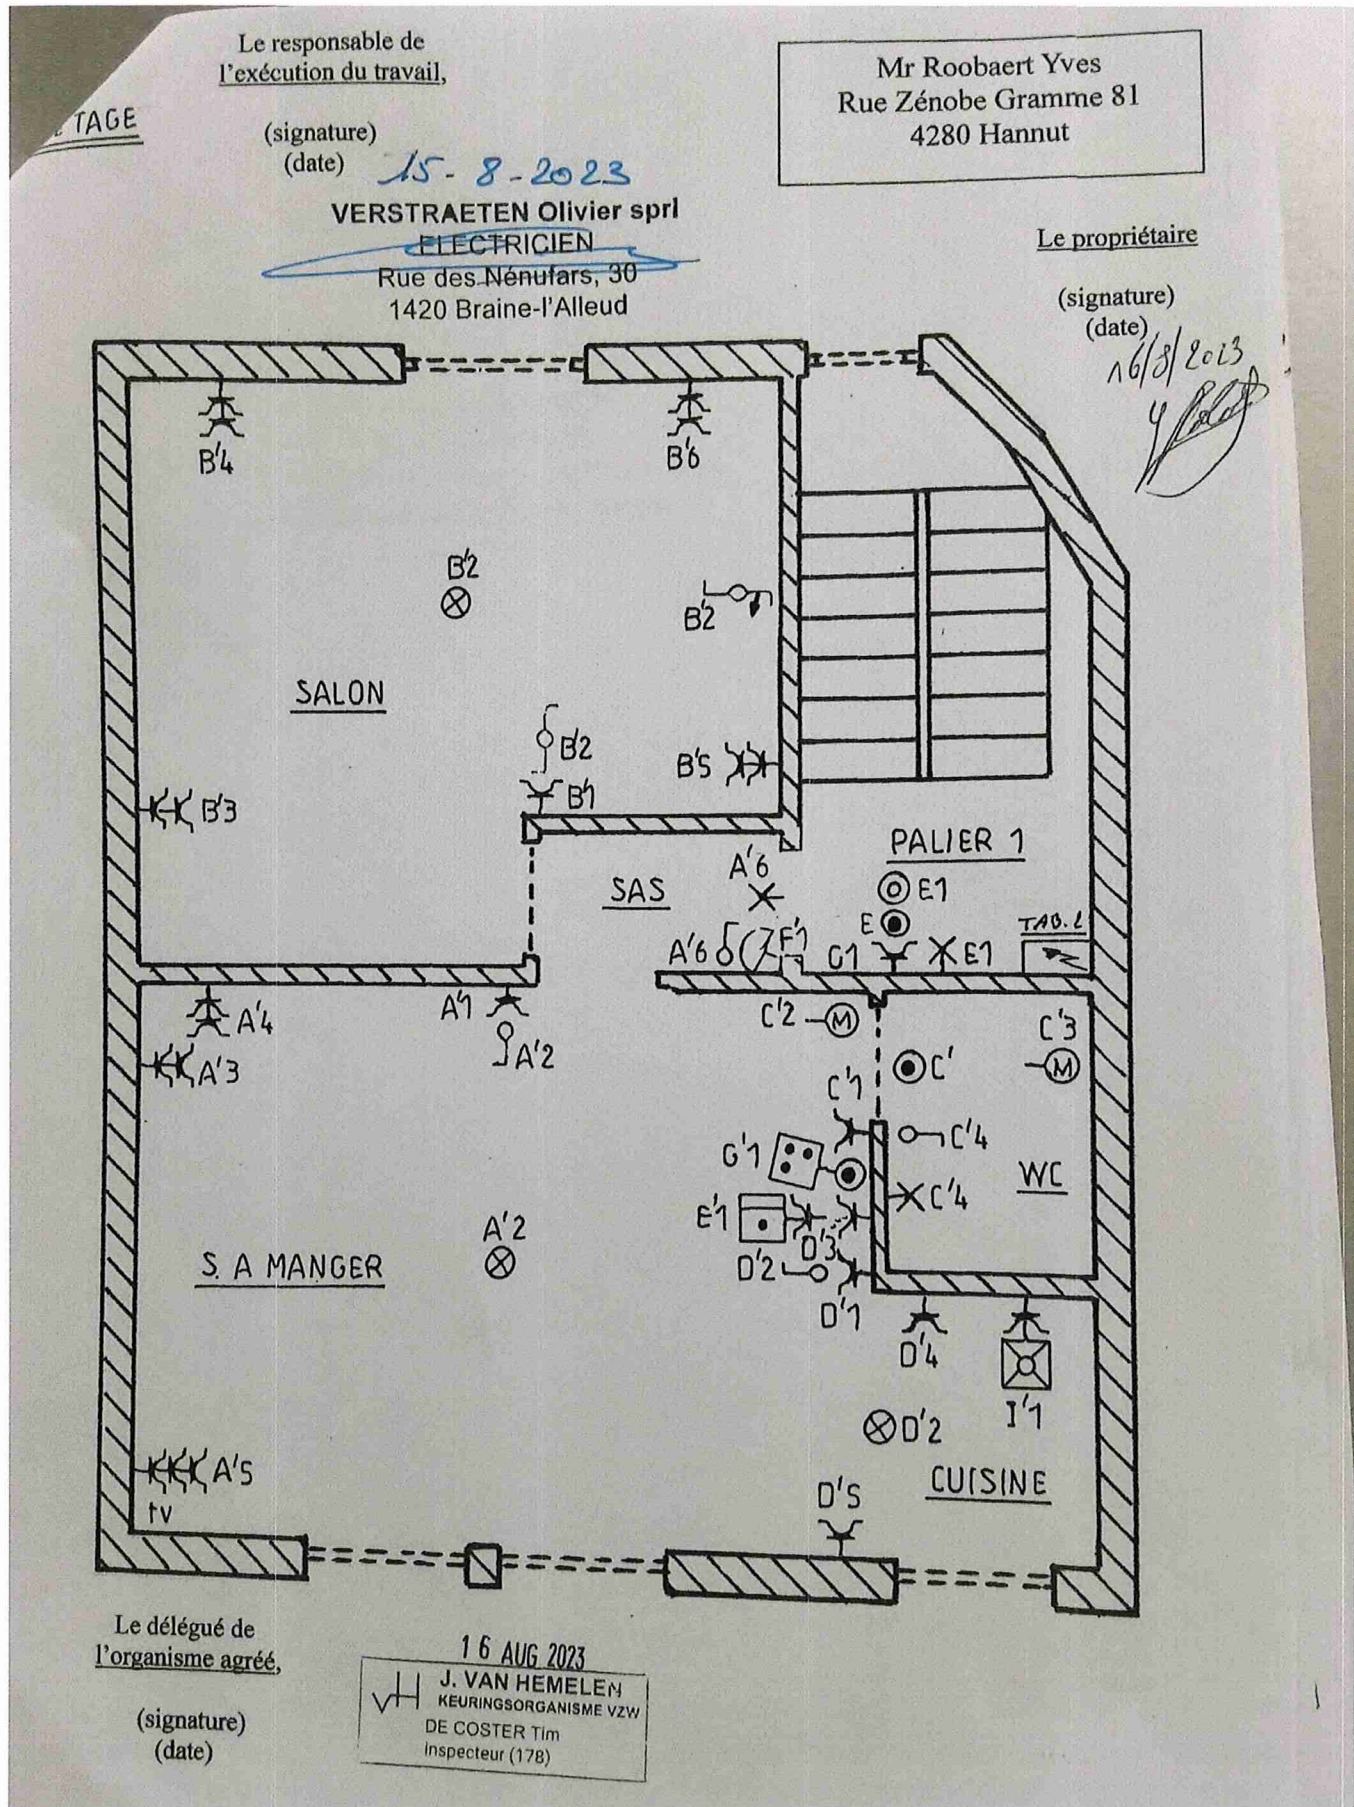 Le responsable de
l'exécution du travail,
Mr Roobaert Yves
Rue Zénobe Gramme 81
4280 Hannut
TAGE
(signature)
(date) 15-8-2023
VERSTRAETEN Olivier sprl
ELECTRICIEN
Rue des Nénufars, 30
1420 Braine-l'Alleud
Le propriétaire
(signature)
(date)
16/8/2023
B'4
B'6
B'2
B'2
SALON
B'2
B'5
B'1
B'3
PALIER 1
A'6
SAS
E1
E
TAB.2
A'6
F'1
G1
E1
A'1
A'4
C'2
M
C'3
A'2
A'3
C'
M
C'1
C'4
G'1
WC
C'4
E'1
A'2
D'3
S. A MANGER
D'2
D'1
D'4
I'1
D'2
A'5
CUISINE
D'5
tv
Le délégué de
l'organisme agréé,
16 AUG 2023
VH J. VAN HEMELEN
KEURINGSORGANISME VZW
DE COSTER Tim
Inspecteur (178)
(signature)
(date)